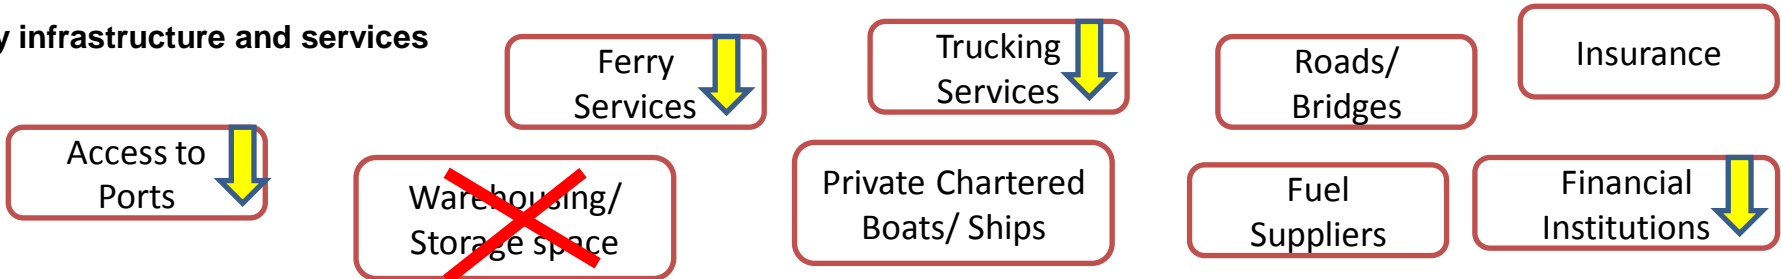 y infrastructure and services
Ferry
Services
Trucking
Services
Roads/
Bridges
Insurance
Access to
Ports
Warehousing/
Storage space
Private Chartered
Boats/ Ships
Fuel
Suppliers
Financial
Institutions